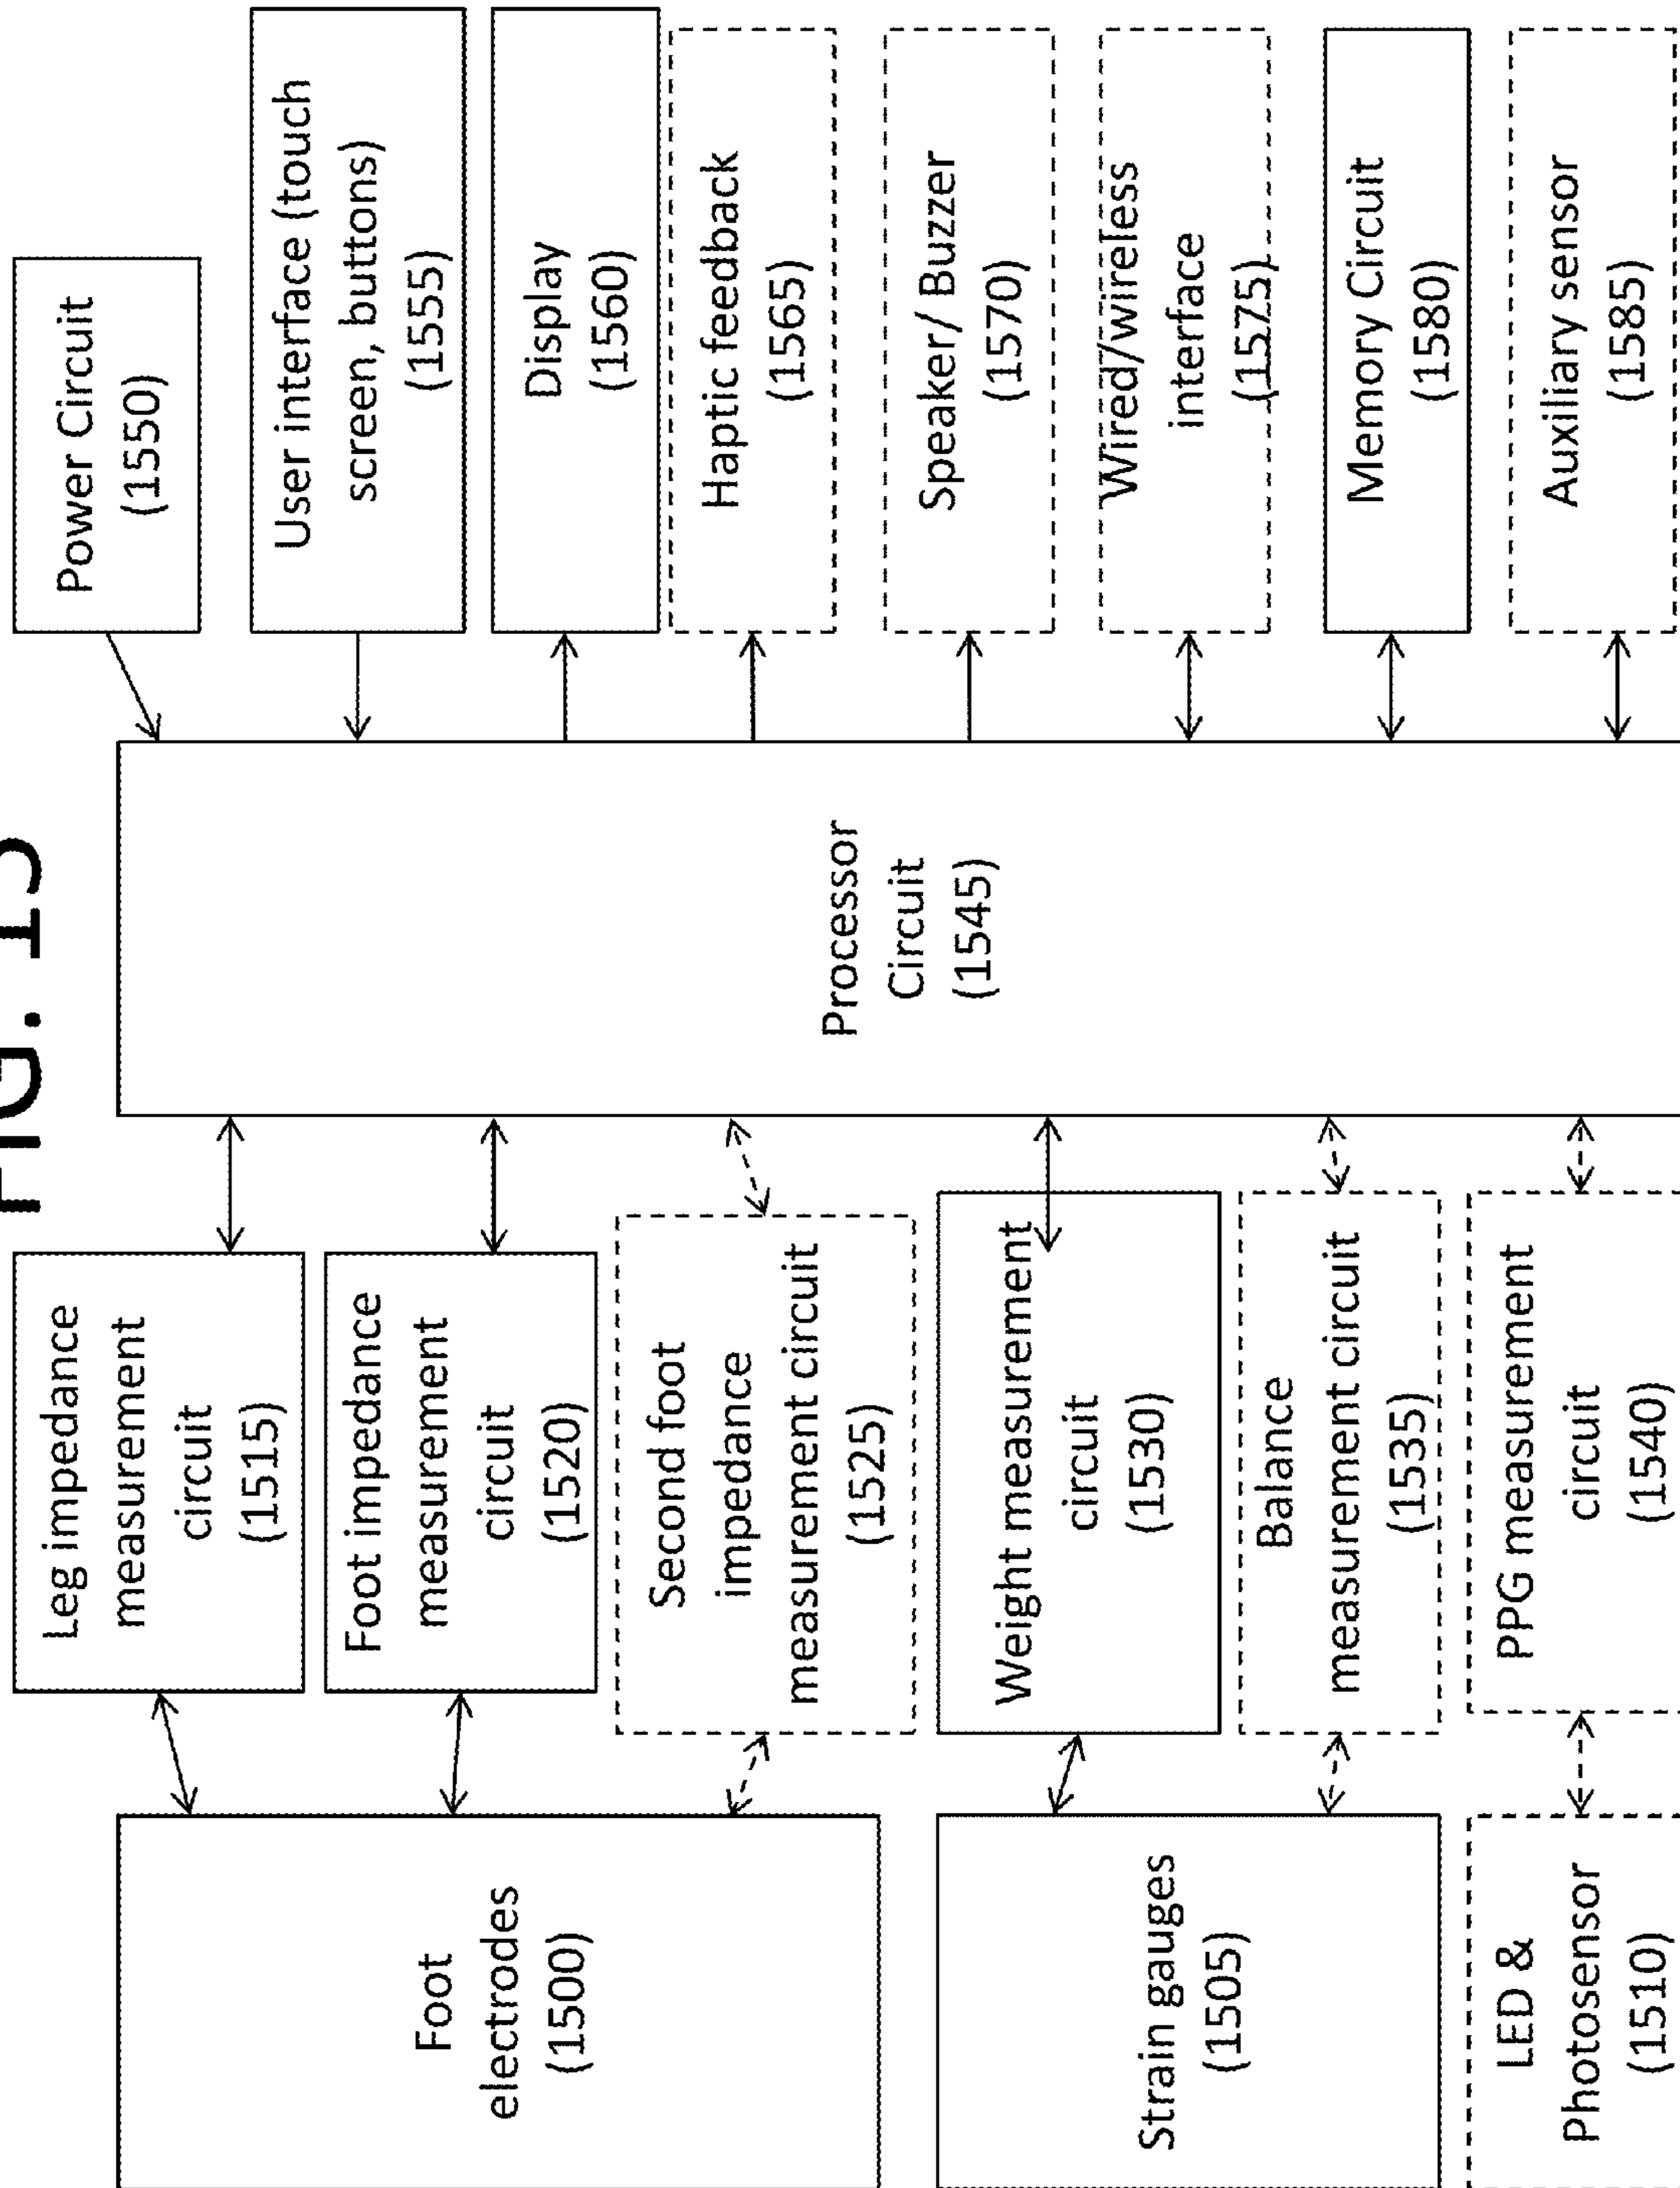 FIG. 15
Foot
electrodes
(1500)
Strain gauges
(1505)
LED &
Photosensor
(1510)
Leg impedance
measurement
circuit
(1515)
Foot impedance
measurement
circuit
(1520)
Second foot
impedance
measurement circuit
(1525)
Weight measurement
circuit
(1530)
Balance
measurement circuit
(1535)
PPG measurement
circuit
(1540)
Processor
Circuit
(1545)
Power Circuit
(1550)
User interface (touch
screen, buttons)
(1555)
Display
(1560)
Haptic feedback
(1565)
Speaker/ Buzzer
(1570)
Wired/wireless
interface
(1575)
Memory Circuit
(1580)
Auxiliary sensor
(1585)